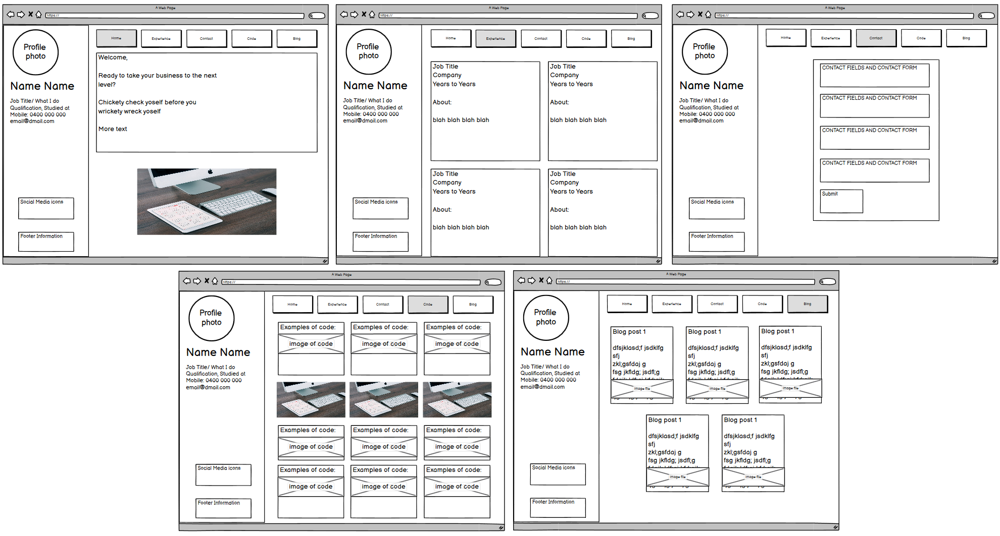 A Web Page
https://
Profile
photo
Name Name
Job Title/ What I do
Qualification, Studied at
Mobile: 0400 000 000
email@dmail.com
Social Media icons
Footer Information
Home
Experience
Contact
Code
Blog
Welcome,
Ready to take your business to the next
level?
Chickety check yoself before you
wrickety wreck yoself
More text
A Web Page
https://
Profile
photo
Name Name
Job Title/ What I do
Qualification, Studied at
Mobile: 0400 000 000
email@dmail.com
Social Media icons
Footer Information
Home
Experience
Contact
Code
Blog
Job Title
Company
Years to Years
About:
blah blah blah blah
Job Title
Company
Years to Years
About:
blah blah blah blah
Job Title
Company
Years to Years
About:
blah blah blah blah
Job Title
Company
Years to Years
About:
blah blah blah blah
A Web Page
https://
Profile
photo
Name Name
Job Title/ What I do
Qualification, Studied at
Mobile: 0400 000 000
email@dmail.com
Social Media icons
Footer Information
Home
Experience
Contact
Code
Blog
CONTACT FIELDS AND CONTACT FORM
CONTACT FIELDS AND CONTACT FORM
CONTACT FIELDS AND CONTACT FORM
CONTACT FIELDS AND CONTACT FORM
Submit
A Web Page
https://
Profile
photo
Name Name
Job Title/ What I do
Qualification, Studied at
Mobile: 0400 000 000
email@dmail.com
Social Media icons
Footer Information
Home
Experience
Contact
Code
Blog
Examples of code:
image of code
Examples of code:
image of code
Examples of code:
image of code
Examples of code:
image of code
Examples of code:
image of code
Examples of code:
image of code
Examples of code:
image of code
Examples of code:
image of code
Examples of code:
image of code
A Web Page
https://
Profile
photo
Name Name
Job Title/ What I do
Qualification, Studied at
Mobile: 0400 000 000
email@dmail.com
Social Media icons
Footer Information
Home
Experience
Contact
Code
Blog
Blog post 1
dfsjklasd;f jsdklfg
sfj
zkl;gsfdaj g
fsg jkfldg; jsdfl;g
image file
Blog post 1
dfsjklasd;f jsdklfg
sfj
zkl;gsfdaj g
fsg jkfldg; jsdfl;g
image file
Blog post 1
dfsjklasd;f jsdklfg
sfj
zkl;gsfdaj g
fsg jkfldg; jsdfl;g
image file
Blog post 1
dfsjklasd;f jsdklfg
sfj
zkl;gsfdaj g
fsg jkfldg; jsdfl;g
image file
Blog post 1
dfsjklasd;f jsdklfg
sfj
zkl;gsfdaj g
fsg jkfldg; jsdfl;g
image file